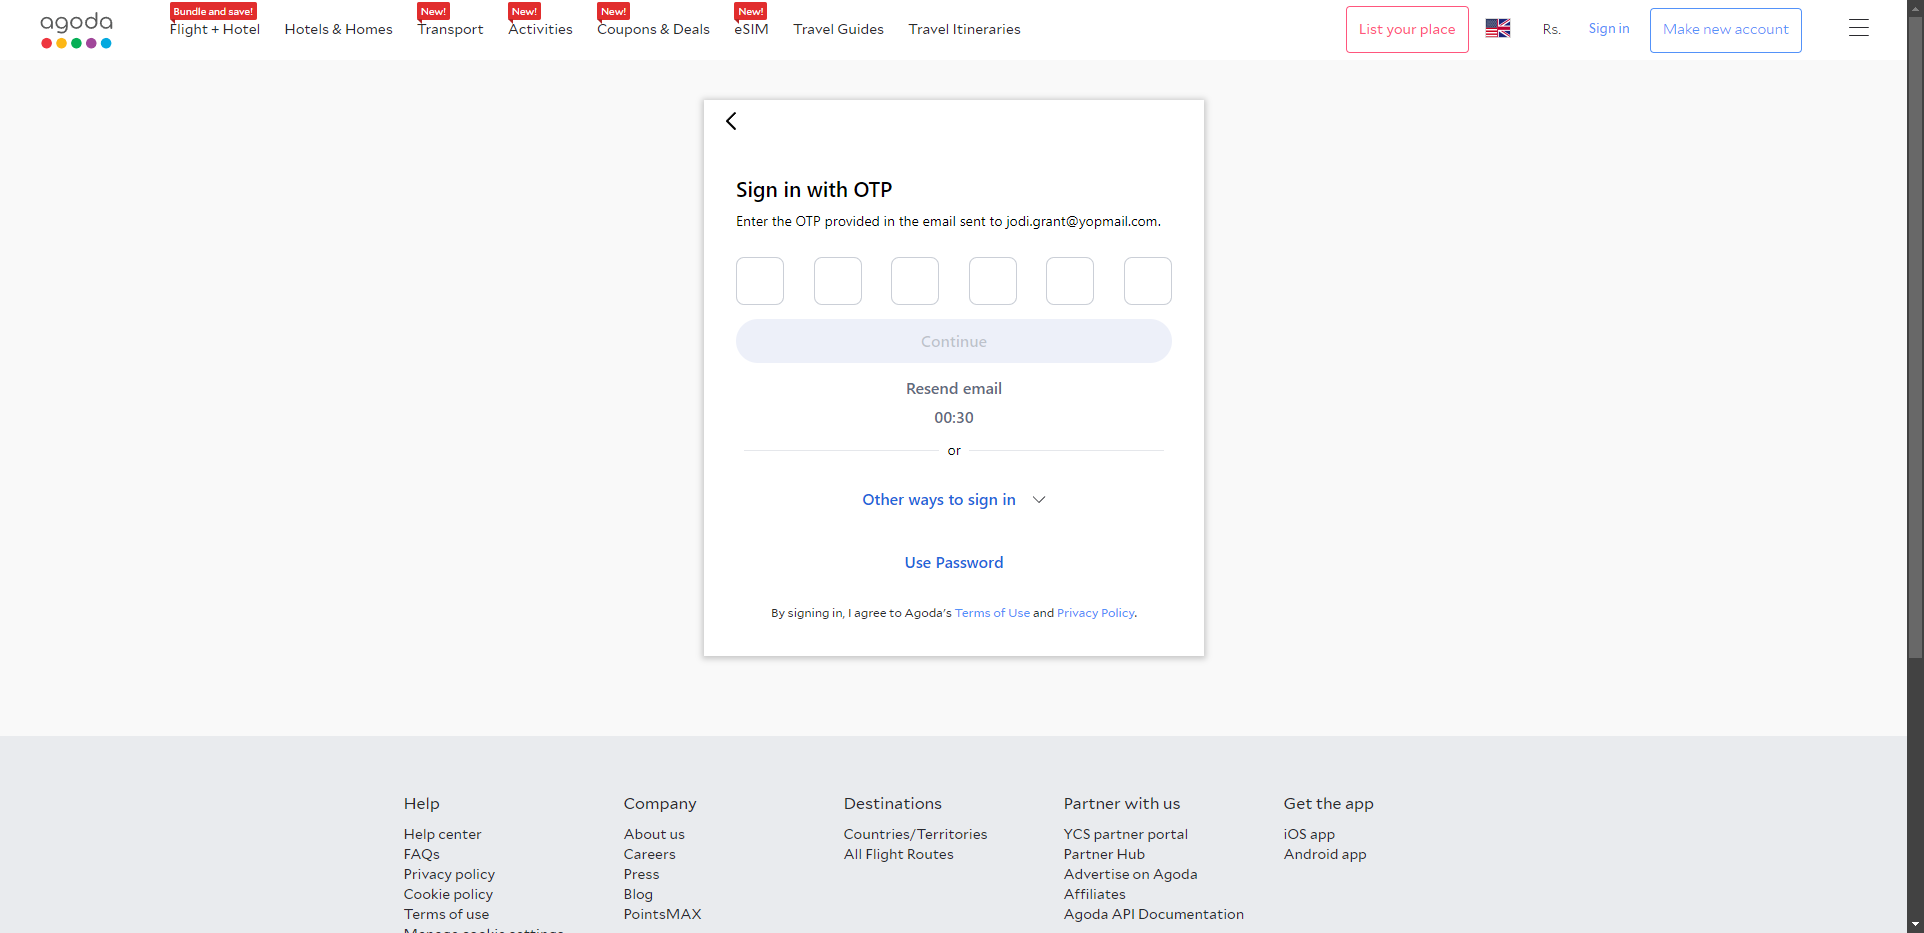 agoda
Bundle and save!
Flight + Hotel
Hotels & Homes
New!
Transport
New!
Activities
New!
Coupons & Deals
New!
eSIM
Travel Guides
Travel Itineraries
List your place
Rs.
Sign in
Make new account
Sign in with OTP
Enter the OTP provided in the email sent to jodi.grant@yopmail.com.
Continue
Resend email
00:30
or
Other ways to sign in
Use Password
By signing in, I agree to Agoda's Terms of Use and Privacy Policy.
Help
Help center
FAQs
Privacy policy
Cookie policy
Terms of use
Manage cookie settings
Company
About us
Careers
Press
Blog
PointsMAX
Destinations
Countries/Territories
All Flight Routes
Partner with us
YCS partner portal
Partner Hub
Advertise on Agoda
Affiliates
Agoda API Documentation
Get the app
iOS app
Android app